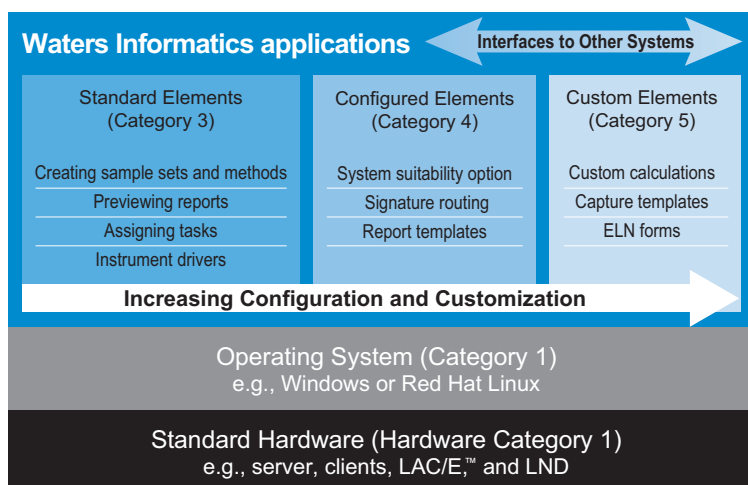 Waters Informatics applications
Interfaces to Other Systems
Standard Elements
(Category 3)
Creating sample sets and methods
Previewing reports
Assigning tasks
Instrument drivers
Configured Elements
(Category 4)
System suitability option
Signature routing
Report templates
Custom Elements
(Category 5)
Custom calculations
Capture templates
ELN forms
Increasing Configuration and Customization
Operating System (Category 1)
e.g., Windows or Red Hat Linux
Standard Hardware (Hardware Category 1)
e.g., server, clients, LAC/E,™ and LND